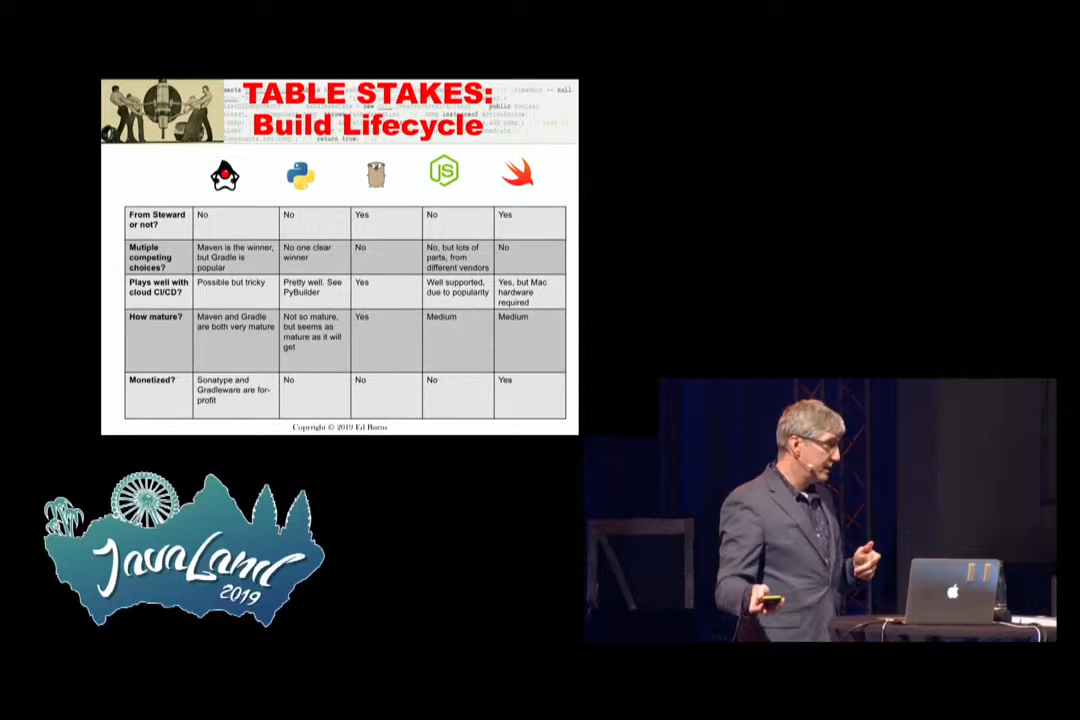 TABLE STAKES:
Build Lifecycle
JS
From Steward
or not?
No
No
Yes
No
Yes
Mutiple
competing
choices?
Maven is the winner,
but Gradle is
popular
No one clear
winner
No
No, but lots of
parts, from
different vendors
No
Plays well with
cloud CI/CD?
Possible but tricky
Pretty well. See
PyBuilder
Yes
Well supported,
due to popularity
Yes, but Mac
hardware
required
How mature?
Maven and Gradle
are both very mature
Not so mature,
but seems as
mature as it will
get
Yes
Medium
Medium
Monetized?
Sonatype and
Gradleware are for-
profit
No
No
No
Yes
Copyright © 2019 Ed Burns
JavaLand
2019